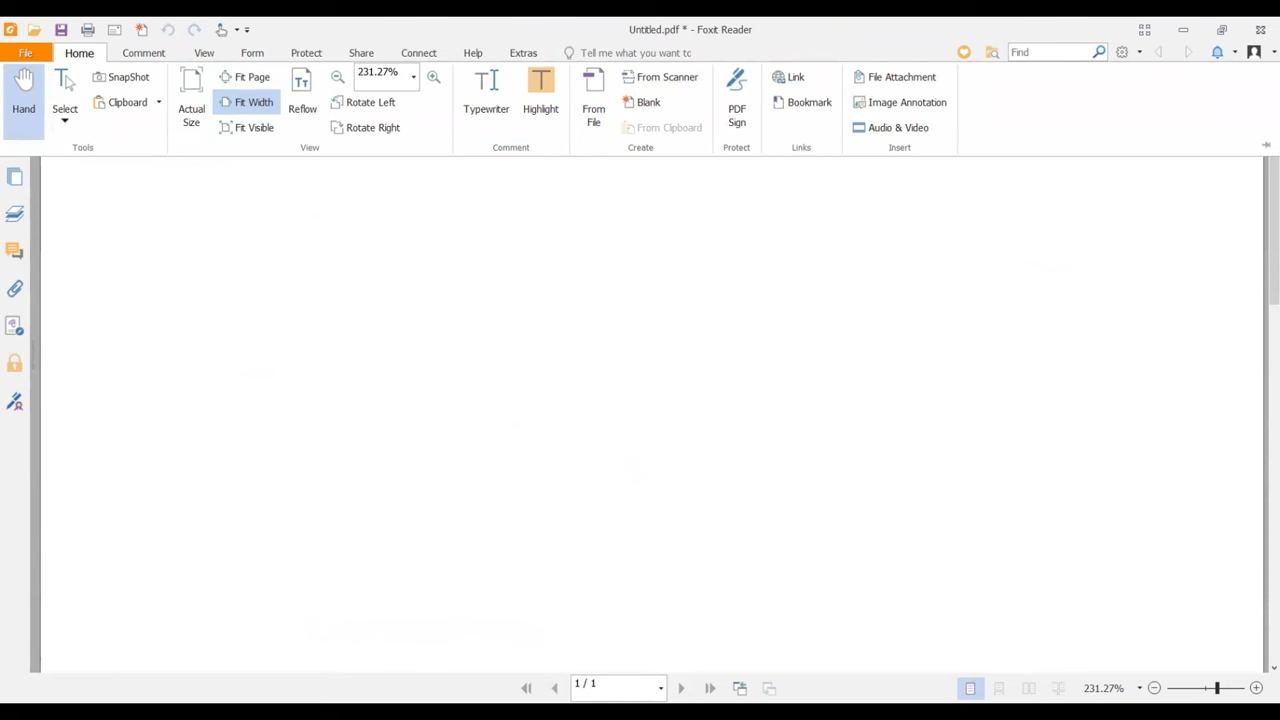 Untitled.pdf * - Foxit Reader
File Home Comment View Form Protect Share Connect Help Extras Tell me what you want tc Find
Hand
Select
SnapShot
Clipboard
Tools
Actual Size
Fit Page
Fit Width
Fit Visible
Reflow
231.27%
Rotate Left
Rotate Right
View
Typewriter
Highlight
Comment
From File
From Scanner
Blank
From Clipboard
Create
PDF Sign
Protect
Link
Bookmark
Links
File Attachment
Image Annotation
Audio & Video
Insert
1 / 1
231.27%